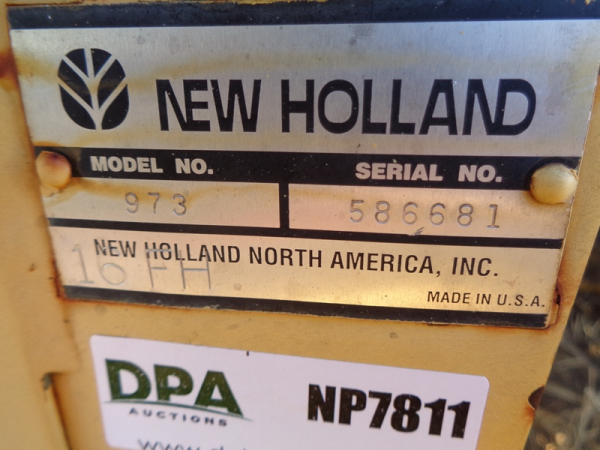 NEW HOLLAND
MODEL NO. SERIAL NO.
973 586681
NEW HOLLAND NORTH AMERICA, INC.
16 FH
MADE IN U.S.A.
DPA
AUCTIONS
NP7811